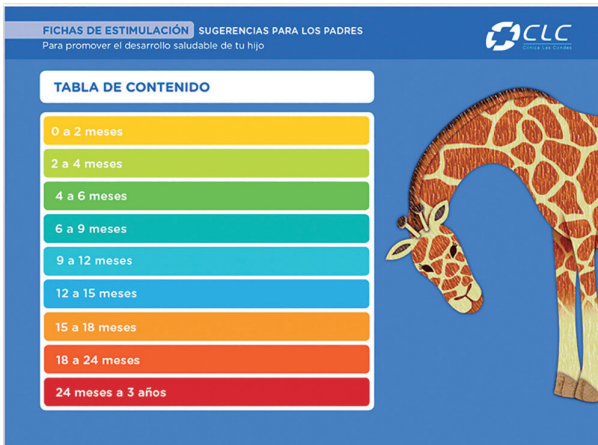 FICHAS DE ESTIMULACIÓN SUGERENCIAS PARA LOS PADRES
Para promover el desarrollo saludable de tu hijo
CLC
Clínica Las Condes
TABLA DE CONTENIDO
0 a 2 meses
2 a 4 meses
4 a 6 meses
6 a 9 meses
9 a 12 meses
12 a 15 meses
15 a 18 meses
18 a 24 meses
24 meses a 3 años